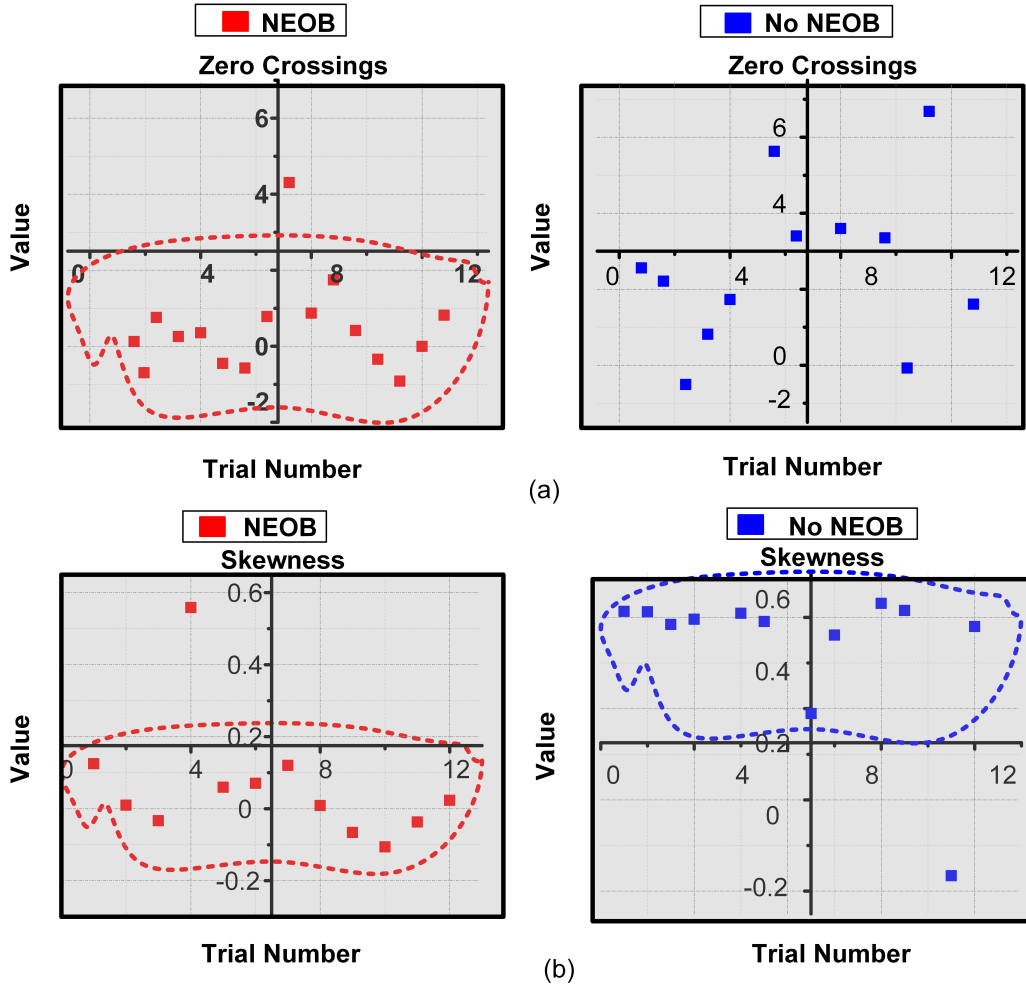 NEOB
No NEOB
Zero Crossings
Zero Crossings
6
4
0
4
8
12
0
-2
Value
Trial Number
6
4
0
4
8
12
0
-2
Value
Trial Number
(a)
NEOB
No NEOB
Skewness
Skewness
0.6
0.4
0.2
0
4
8
12
0
-0.2
Value
Trial Number
0.6
0.4
0.2
0
4
8
12
0
-0.2
Value
Trial Number
(b)